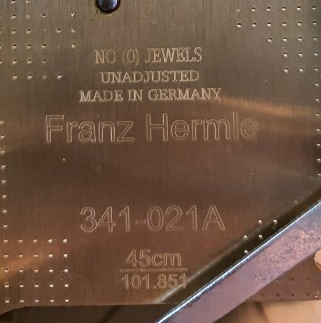 NO (0) JEWELS
UNADJUSTED
MADE IN GERMANY
Franz Hermle
341-021A
45cm
101.851